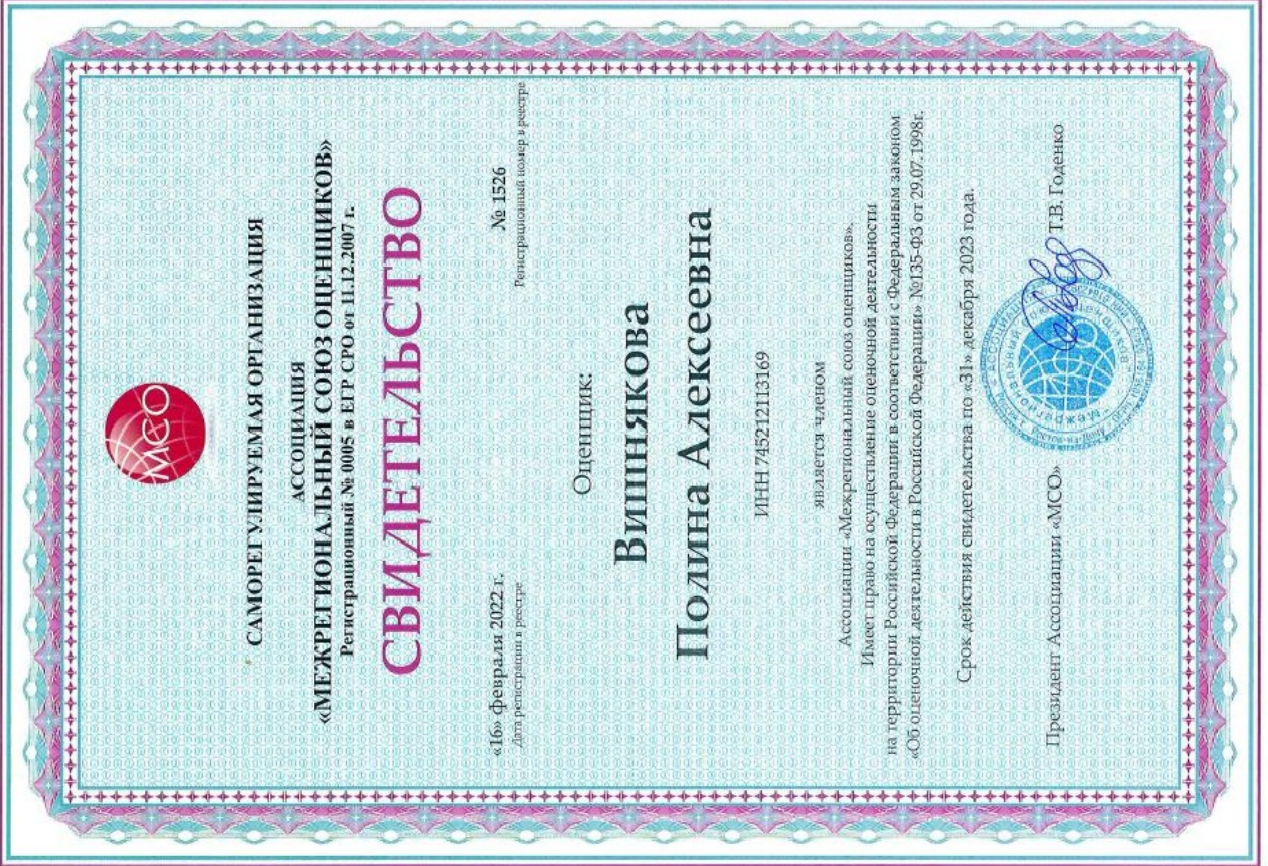 МСО
САМОРЕГУЛИРУЕМАЯ ОРГАНИЗАЦИЯ
АССОЦИАЦИЯ
«МЕЖРЕГИОНАЛЬНЫЙ СОЮЗ ОЦЕНЩИКОВ»
Регистрационный № 0005 в ЕГР СРО от 11.12.2007 г.
СВИДЕТЕЛЬСТВО
«16» февраля 2022 г. № 1526
Дата регистрации в реестре Регистрационный номер в реестре
Оценщик:
Вишнякова
Полина Алексеевна
ИНН 745212113169
является членом
Ассоциации «Межрегиональный союз оценщиков».
Имеет право на осуществление оценочной деятельности
на территории Российской Федерации в соответствии с Федеральным законом
«Об оценочной деятельности в Российской Федерации» №135-ФЗ от 29.07.1998г.
Срок действия свидетельства по «31» декабря 2023 года.
Президент Ассоциации «МСО» Т.В. Годенко